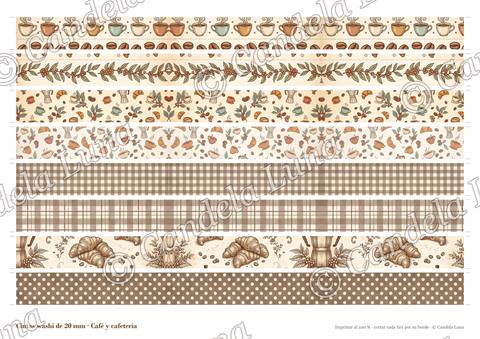 © Candela Luna
Cintas washi de 20 mm · Café y cafetería
Imprimir al 100 % · cortar cada tira por su borde · © Candela Luna